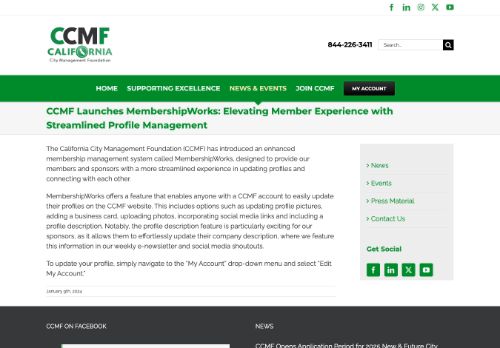 CCMF
CALIFORNIA
City Management Foundation
844-226-3411
Search...
HOME SUPPORTING EXCELLENCE NEWS & EVENTS JOIN CCMF MY ACCOUNT
CCMF Launches MembershipWorks: Elevating Member Experience with
Streamlined Profile Management
The California City Management Foundation (CCMF) has introduced an enhanced
membership management system called MembershipWorks, designed to provide our
members and sponsors with a more streamlined experience in updating profiles and
connecting with each other.
MembershipWorks offers a feature that enables anyone with a CCMF account to easily update
their profiles on the CCMF website. This includes options such as updating profile pictures,
adding a business card, uploading photos, incorporating social media links and including a
profile description. Notably, the profile description feature is particularly exciting for our
sponsors, as it allows them to effortlessly update their company description, where we feature
this information in our weekly e-newsletter and social media shoutouts.
To update your profile, simply navigate to the "My Account" drop-down menu and select "Edit
My Account."
January 9th, 2024
> News
> Events
> Press Material
> Contact Us
Get Social
CCMF ON FACEBOOK
NEWS
CCMF Opens Application Period for 2025 New & Future City